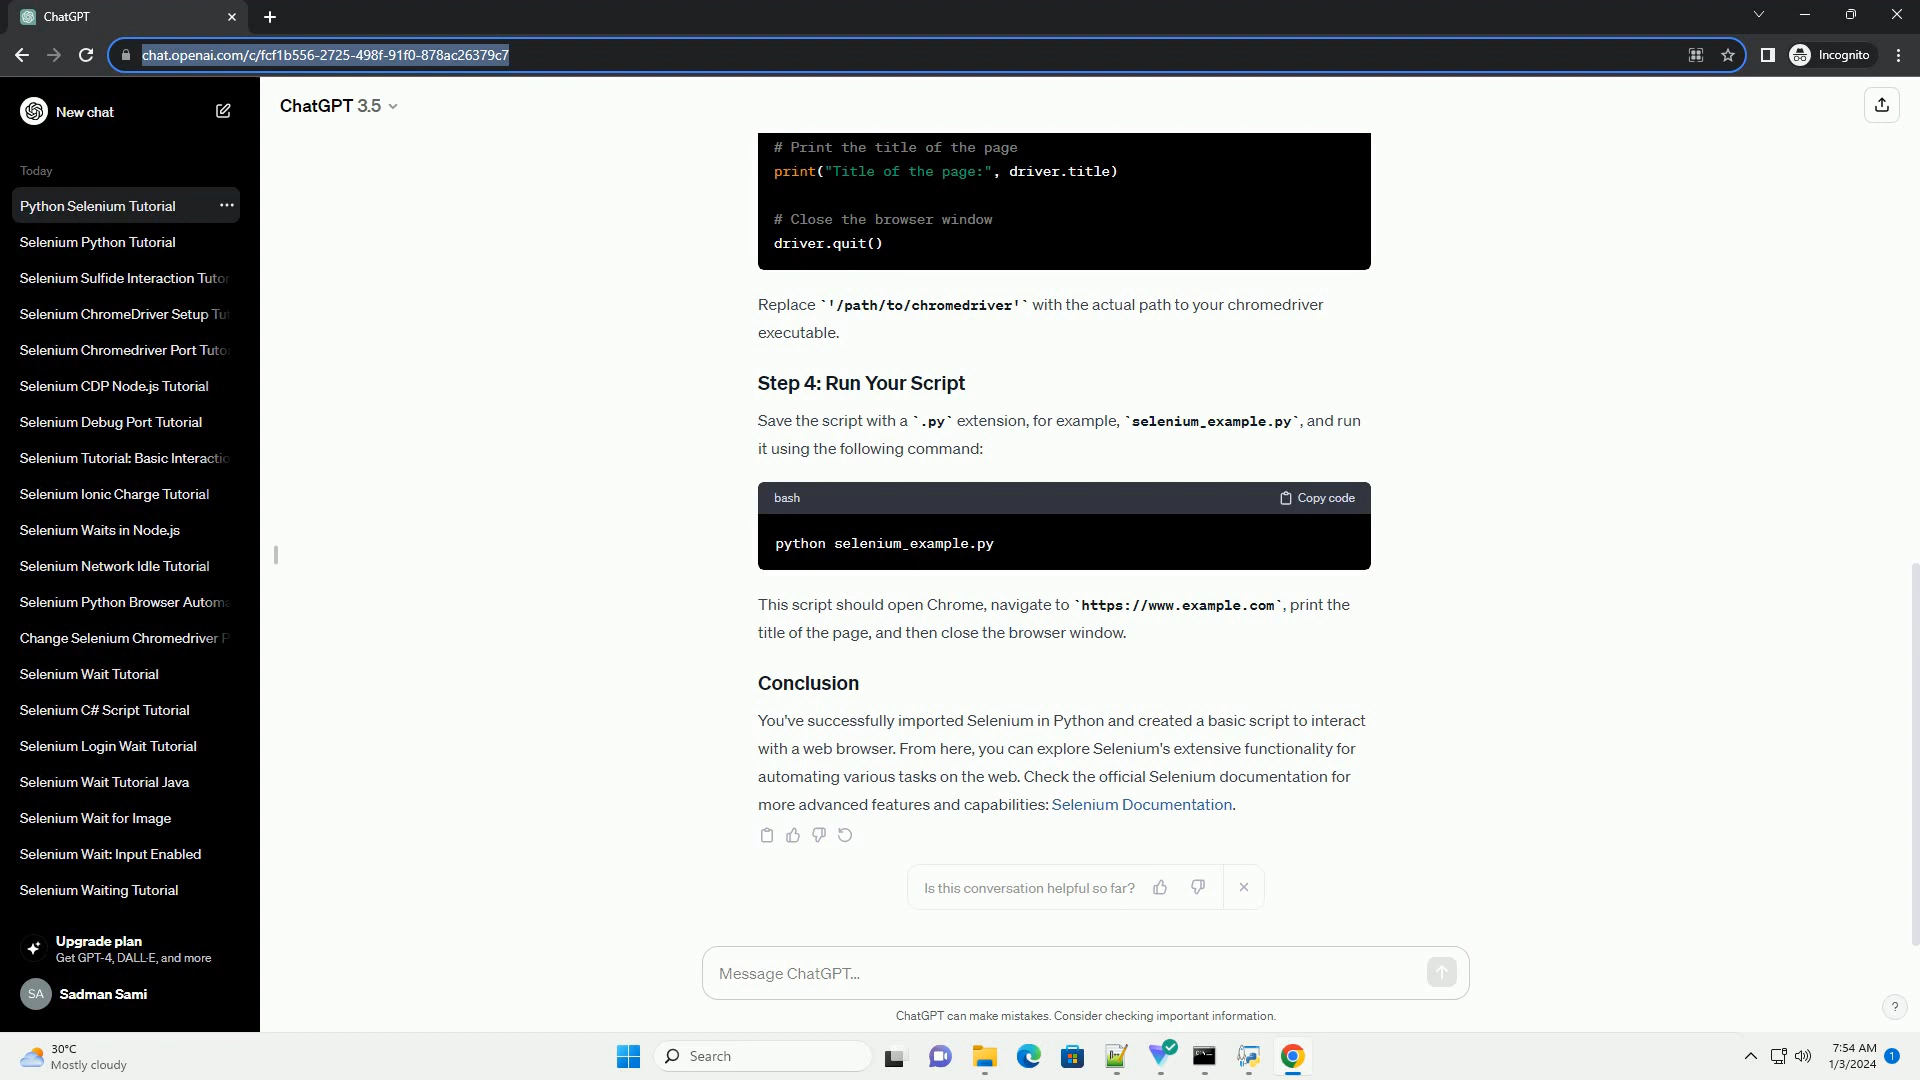 ChatGPT
chat.openai.com/c/fcf1b556-2725-498f-91f0-878ac26379c7
Incognito
New chat
Today
Python Selenium Tutorial
Selenium Python Tutorial
Selenium Sulfide Interaction Tutor
Selenium ChromeDriver Setup Tut
Selenium Chromedriver Port Tutor
Selenium CDP Node.js Tutorial
Selenium Debug Port Tutorial
Selenium Tutorial: Basic Interactio
Selenium Ionic Charge Tutorial
Selenium Waits in Node.js
Selenium Network Idle Tutorial
Selenium Python Browser Automa
Change Selenium Chromedriver P
Selenium Wait Tutorial
Selenium C# Script Tutorial
Selenium Login Wait Tutorial
Selenium Wait Tutorial Java
Selenium Wait for Image
Selenium Wait: Input Enabled
Selenium Waiting Tutorial
Upgrade plan
Get GPT-4, DALL·E, and more
SA Sadman Sami
ChatGPT 3.5
# Print the title of the page
print("Title of the page:", driver.title)
# Close the browser window
driver.quit()
Replace `'/path/to/chromedriver'` with the actual path to your chromedriver
executable.
Step 4: Run Your Script
Save the script with a `.py` extension, for example, `selenium_example.py`, and run
it using the following command:
bash Copy code
python selenium_example.py
This script should open Chrome, navigate to `https://www.example.com`, print the
title of the page, and then close the browser window.
Conclusion
You've successfully imported Selenium in Python and created a basic script to interact
with a web browser. From here, you can explore Selenium's extensive functionality for
automating various tasks on the web. Check the official Selenium documentation for
more advanced features and capabilities: Selenium Documentation.
Is this conversation helpful so far?
Message ChatGPT...
ChatGPT can make mistakes. Consider checking important information.
?
30°C
Mostly cloudy
Search
7:54 AM
1/3/2024
1